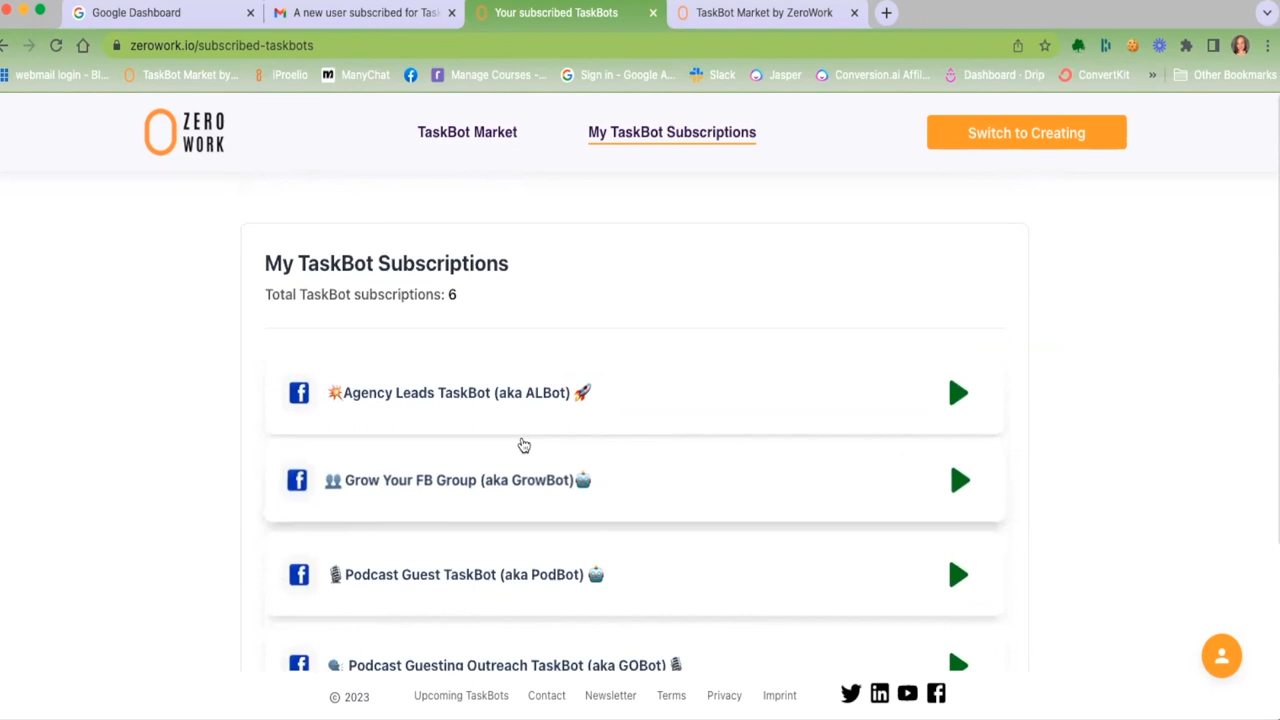 Google Dashboard
A new user subscribed for Tas
Your subscribed TaskBots
TaskBot Market by ZeroWork
zerowork.io/subscribed-taskbots
webmail login - Bl...
TaskBot Market by...
iProelio
ManyChat
Manage Courses -...
Sign in - Google A...
Slack
Jasper
Conversion.ai Affil...
Dashboard · Drip
ConvertKit
»
Other Bookmarks
ZERO
WORK
TaskBot Market
My TaskBot Subscriptions
Switch to Creating
My TaskBot Subscriptions
Total TaskBot subscriptions: 6
💥Agency Leads TaskBot (aka ALBot) 🚀
👥 Grow Your FB Group (aka GrowBot)🤖
🎙️Podcast Guest TaskBot (aka PodBot) 🤖
🗣️ Podcast Guesting Outreach TaskBot (aka GOBot) 🎙️
© 2023
Upcoming TaskBots
Contact
Newsletter
Terms
Privacy
Imprint